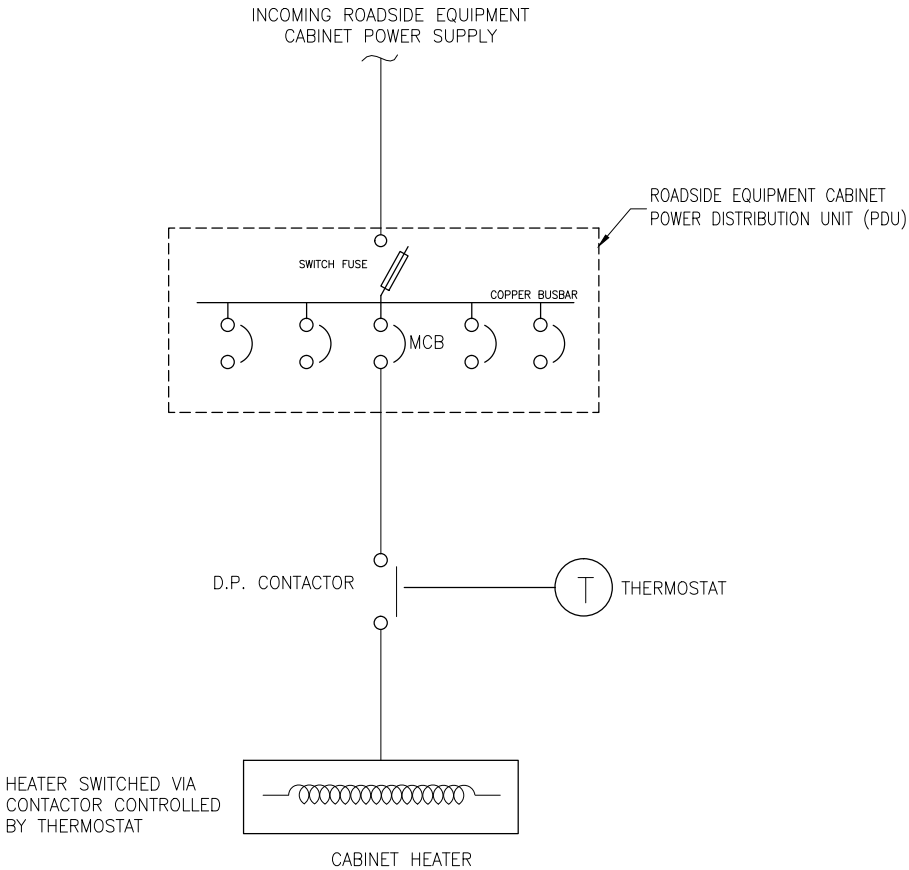 INCOMING ROADSIDE EQUIPMENT
CABINET POWER SUPPLY
ROADSIDE EQUIPMENT CABINET
POWER DISTRIBUTION UNIT (PDU)
SWITCH FUSE
COPPER BUSBAR
MCB
D.P. CONTACTOR
T
THERMOSTAT
HEATER SWITCHED VIA
CONTACTOR CONTROLLED
BY THERMOSTAT
CABINET HEATER